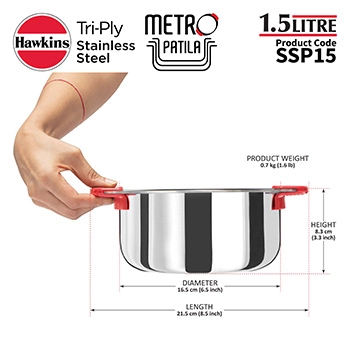 Hawkins
Tri-Ply
Stainless
Steel
METRO
PATILA
1.5LITRE
Product Code
SSP15
PRODUCT WEIGHT
0.7 kg (1.6 lb)
HEIGHT
8.3 cm
(3.3 inch)
DIAMETER
16.5 cm (6.5 inch)
LENGTH
21.5 cm (8.5 inch)